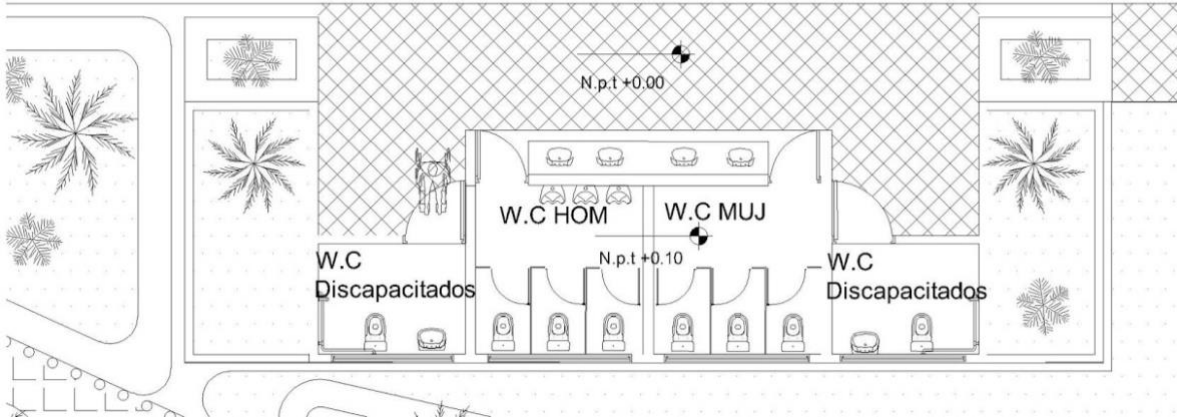 N.p.t +0.00
W.C HOM
W.C MUJ
N.p.t +0.10
W.C
Discapacitados
W.C
Discapacitados